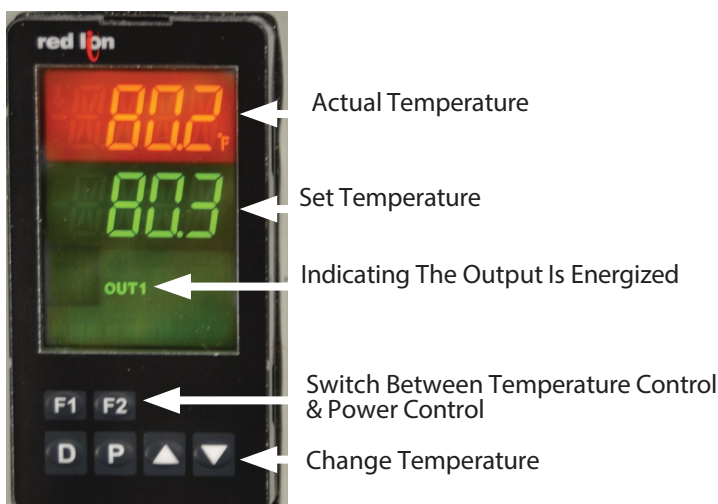 red lion
80.2 °F
Actual Temperature
80.3
Set Temperature
OUT1
Indicating The Output Is Energized
F1 F2
Switch Between Temperature Control
& Power Control
D P
Change Temperature